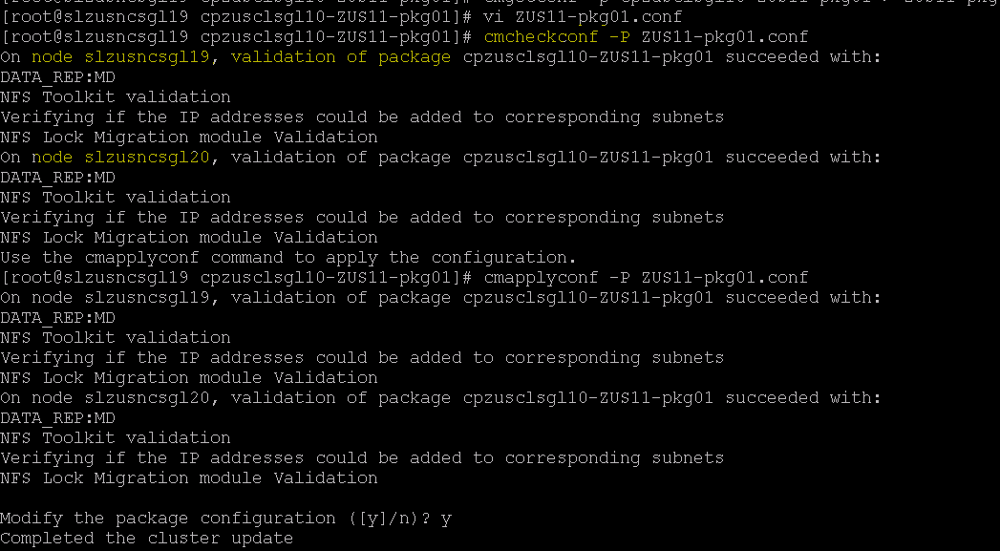 [root@slzusncsgl19 cpzusclsgl10-ZUS11-pkg01]# vi ZUS11-pkg01.conf
[root@slzusncsgl19 cpzusclsgl10-ZUS11-pkg01]# cmcheckconf -P ZUS11-pkg01.conf
On node slzusncsgl19, validation of package cpzusclsgl10-ZUS11-pkg01 succeeded with:
DATA_REP:MD
NFS Toolkit validation
Verifying if the IP addresses could be added to corresponding subnets
NFS Lock Migration module Validation
On node slzusncsgl20, validation of package cpzusclsgl10-ZUS11-pkg01 succeeded with:
DATA_REP:MD
NFS Toolkit validation
Verifying if the IP addresses could be added to corresponding subnets
NFS Lock Migration module Validation
Use the cmapplyconf command to apply the configuration.
[root@slzusncsgl19 cpzusclsgl10-ZUS11-pkg01]# cmapplyconf -P ZUS11-pkg01.conf
On node slzusncsgl19, validation of package cpzusclsgl10-ZUS11-pkg01 succeeded with:
DATA_REP:MD
NFS Toolkit validation
Verifying if the IP addresses could be added to corresponding subnets
NFS Lock Migration module Validation
On node slzusncsgl20, validation of package cpzusclsgl10-ZUS11-pkg01 succeeded with:
DATA_REP:MD
NFS Toolkit validation
Verifying if the IP addresses could be added to corresponding subnets
NFS Lock Migration module Validation
Modify the package configuration ([y]/n)? y
Completed the cluster update